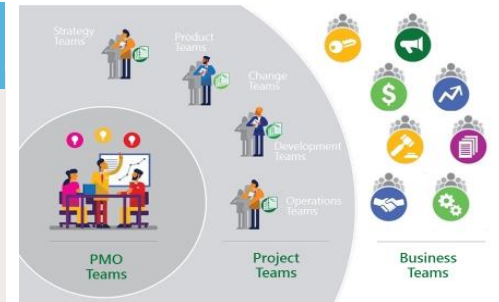 Strategy
Teams
Product
Teams
Change
Teams
Development
Teams
Operations
Teams
$
PMO
Teams
Project
Teams
Business
Teams